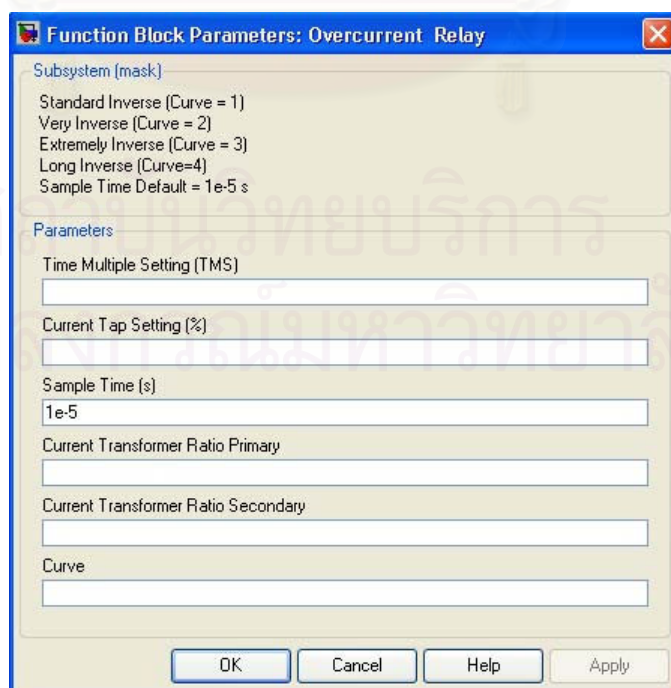 Function Block Parameters: Overcurrent Relay
Subsystem (mask)
Standard Inverse (Curve = 1)
Very Inverse (Curve = 2)
Extremely Inverse (Curve = 3)
Long Inverse (Curve=4)
Sample Time Default = 1e-5 s
Parameters
Time Multiple Setting (TMS)
Current Tap Setting (%)
Sample Time (s)
1e-5
Current Transformer Ratio Primary
Current Transformer Ratio Secondary
Curve
OK Cancel Help Apply